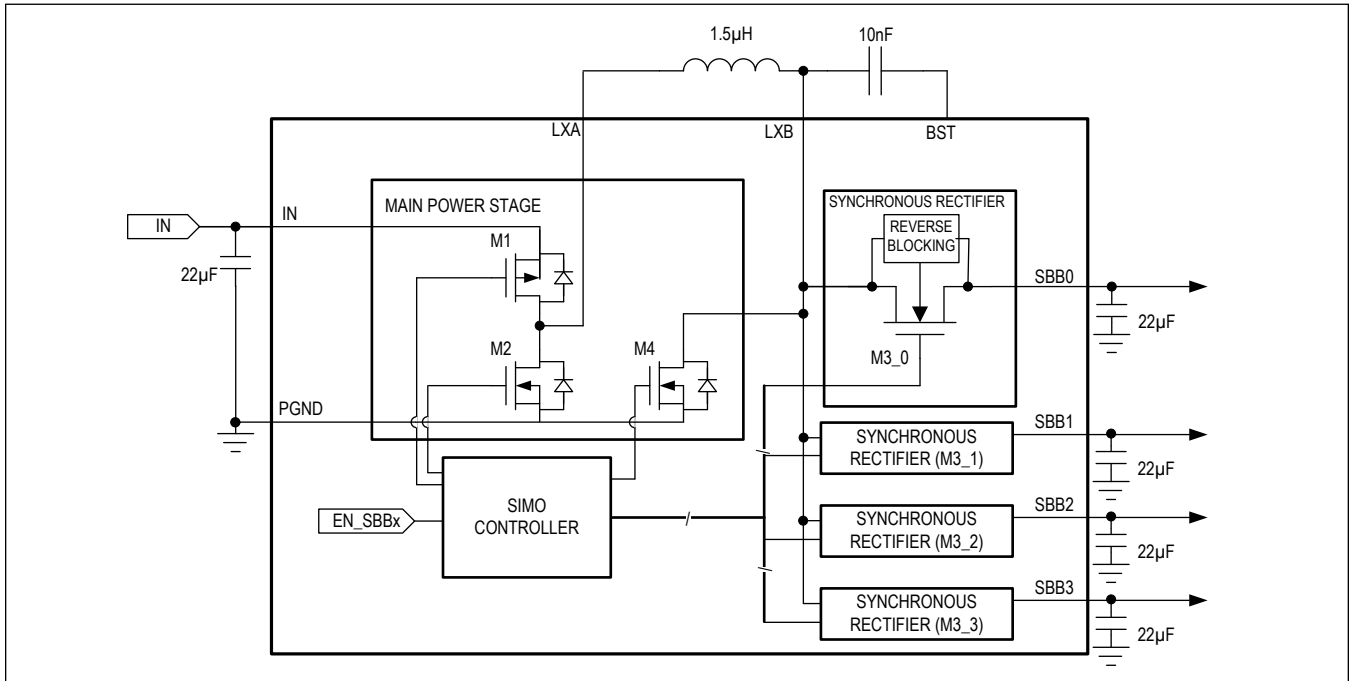 1.5µH
10nF
LXA
LXB
BST
MAIN POWER STAGE
SYNCHRONOUS RECTIFIER
REVERSE
BLOCKING
IN
IN
M1
SBB0
22µF
22µF
M2
M4
M3_0
PGND
SYNCHRONOUS
RECTIFIER (M3_1)
SBB1
22µF
SIMO
CONTROLLER
EN_SBBx
SYNCHRONOUS
RECTIFIER (M3_2)
SBB2
22µF
SYNCHRONOUS
RECTIFIER (M3_3)
SBB3
22µF